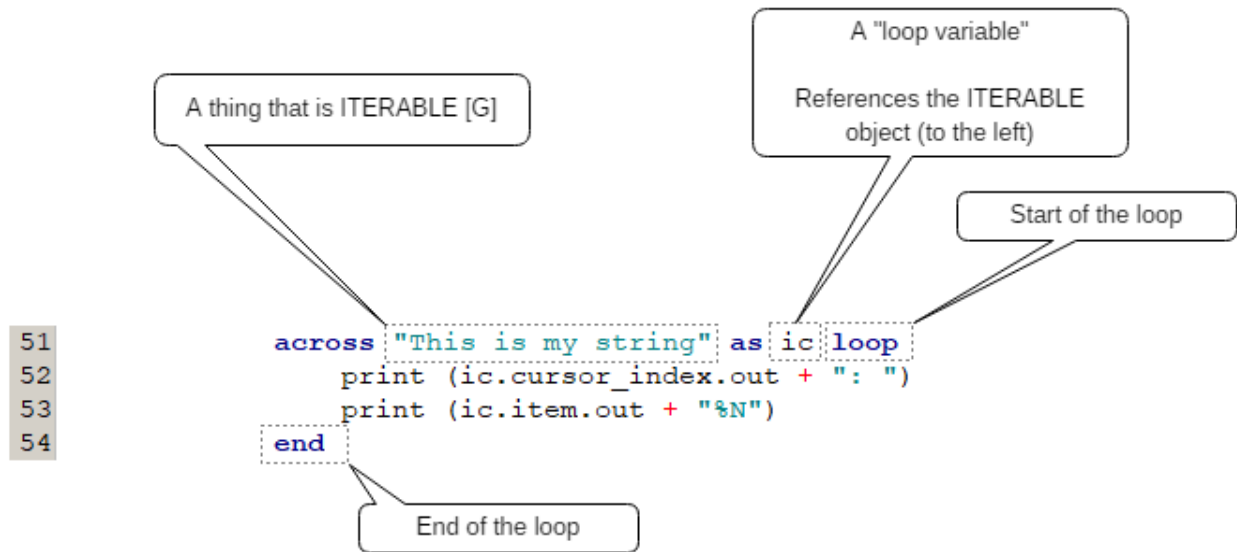 A "loop variable"
References the ITERABLE
object (to the left)
A thing that is ITERABLE [G]
Start of the loop
51 across "This is my string" as ic loop
52 print (ic.cursor_index.out + ": ")
53 print (ic.item.out + "%N")
54 end
End of the loop